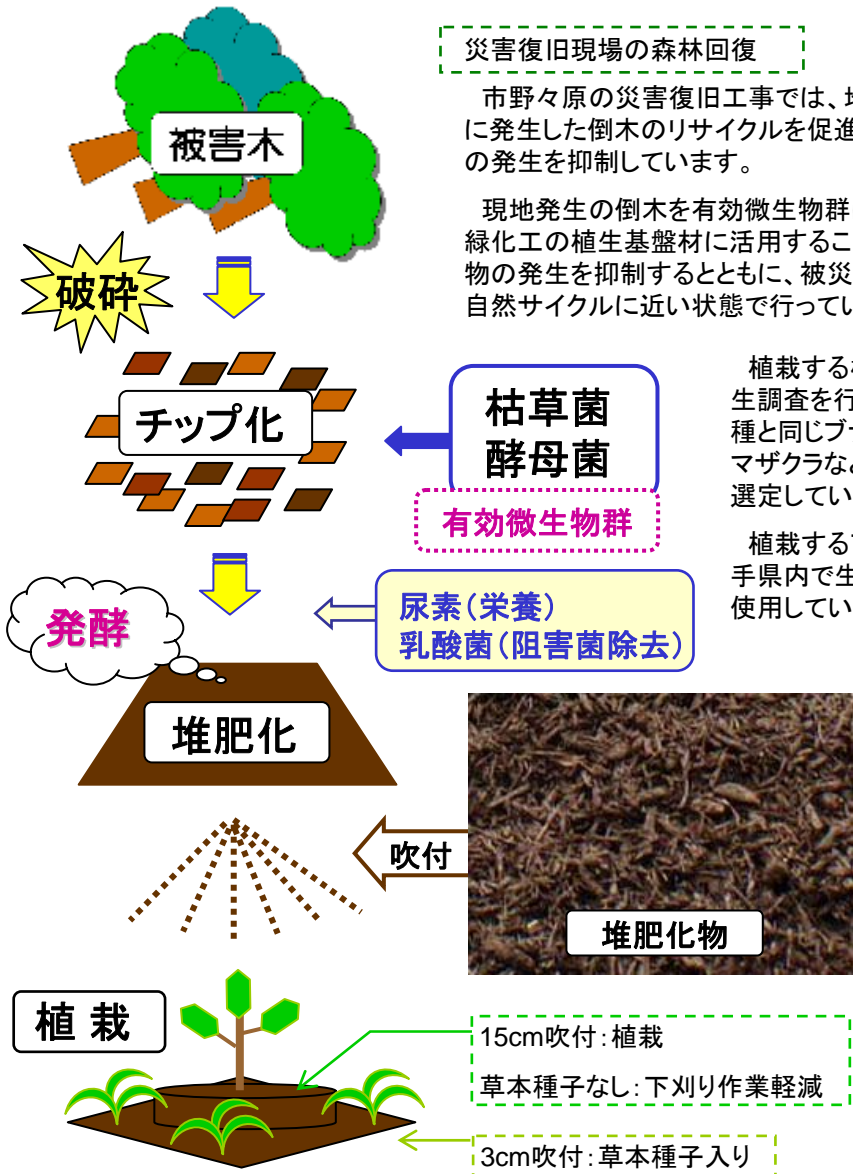 災害復旧現場の森林回復
市野々原の災害復旧工事では、
に発生した倒木のリサイクルを促進
の発生を抑制しています。
現地発生の倒木を有効微生物群
緑化工の植生基盤材に活用するこ
物の発生を抑制するとともに、被災
自然サイクルに近い状態で行ってい
被害木
破砕
チップ化
枯草菌
酵母菌
有効微生物群
植栽する
生調査を行
種と同じブ
マザクラな
選定してい
植栽する
手県内で生
使用してい
尿素(栄養)
乳酸菌(阻害菌除去)
発酵
堆肥化
吹付
堆肥化物
植 栽
15cm吹付:植栽
草本種子なし:下刈り作業軽減
3cm吹付:草本種子入り